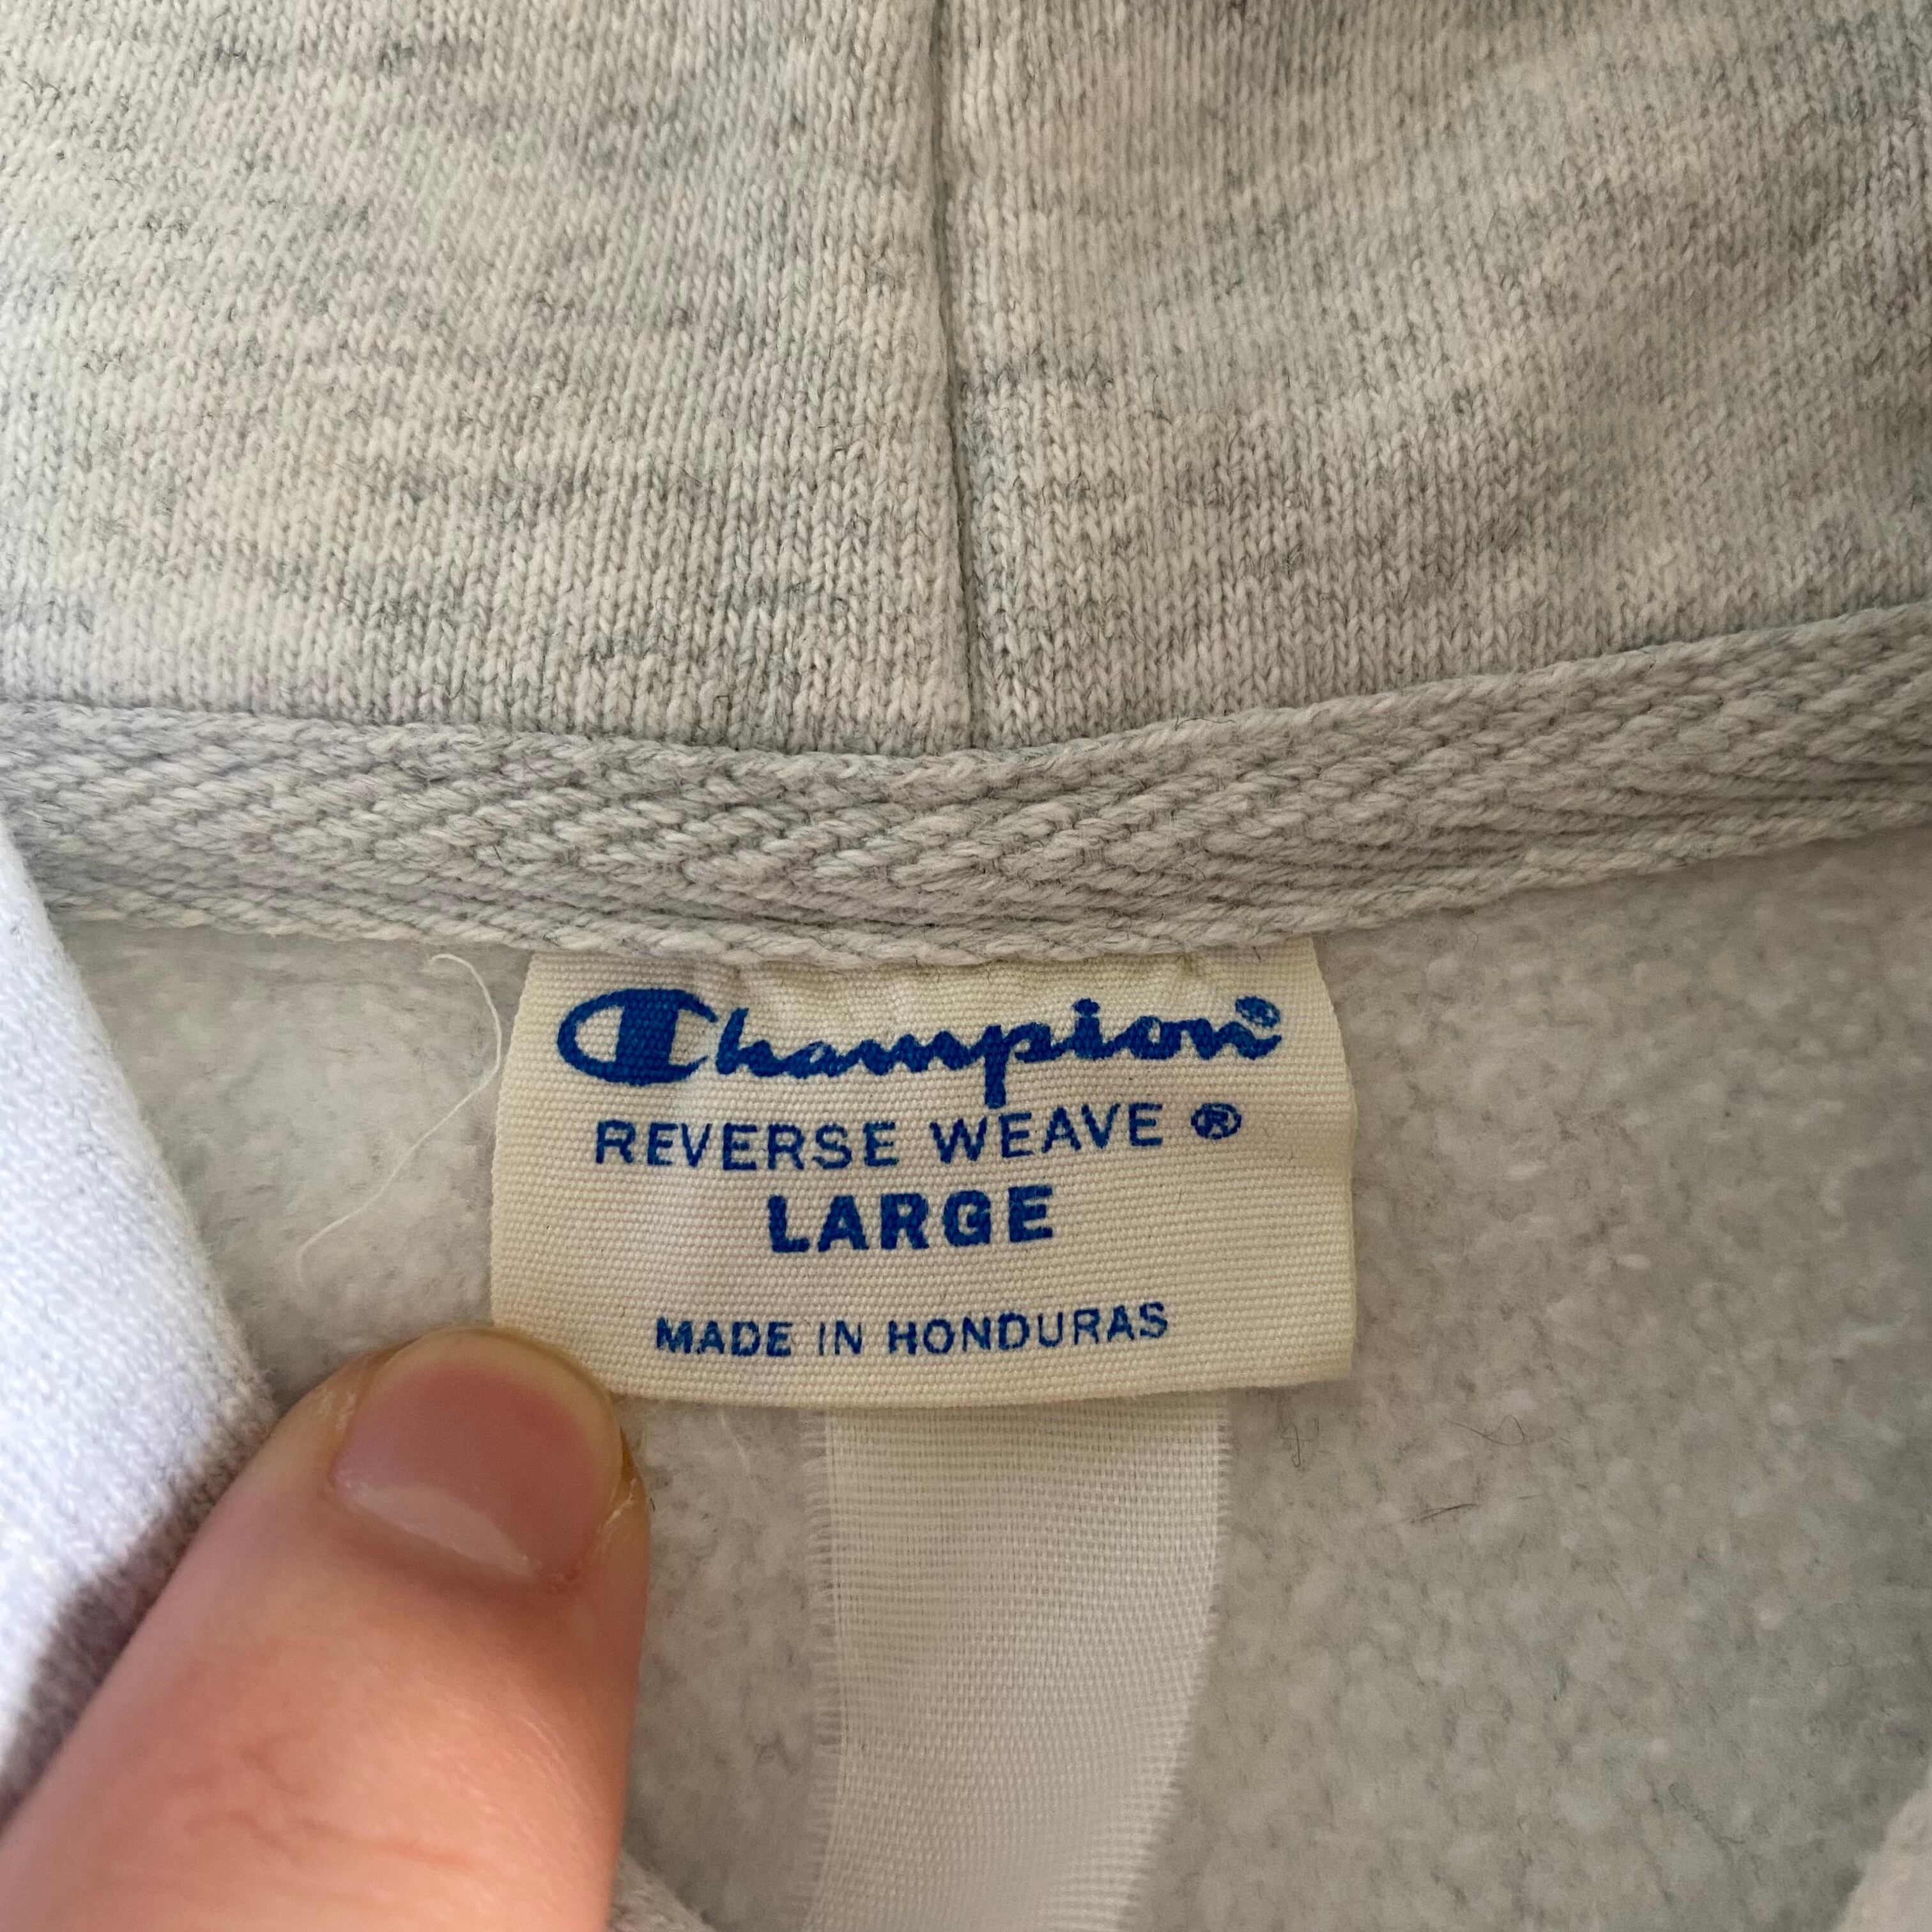 Champion®
REVERSE WEAVE ®
LARGE
MADE IN HONDURAS